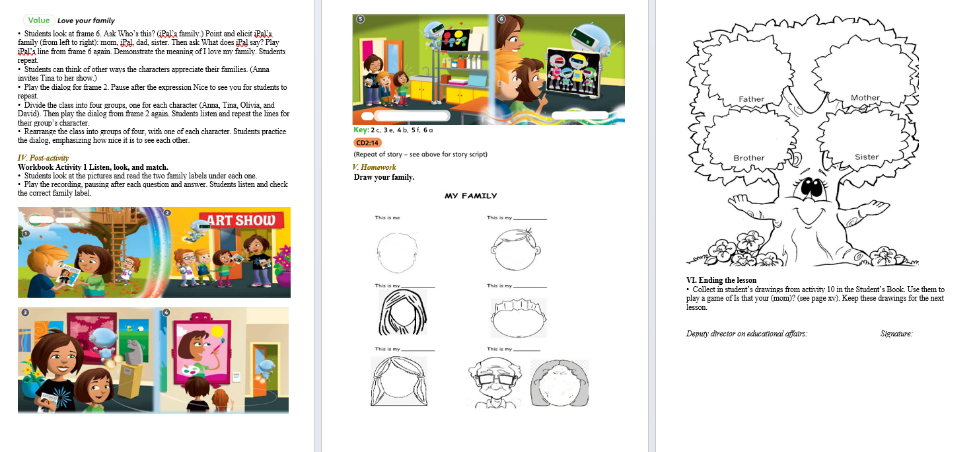 Value Love your family
• Students look at frame 6. Ask Who's this? (iPal's family.) Point and elicit iPal's
family (from left to right): mom, iPal, dad, sister. Then ask What does iPal say? Play
iPal's line from frame 6 again. Demonstrate the meaning of I love my family. Students
repeat.
• Students can think of other ways the characters appreciate their families. (Anna
invites Tina to her show.)
• Play the dialog for frame 2. Pause after the expression Nice to see you for students to
repeat.
• Divide the class into four groups, one for each character (Anna, Tina, Olivia, and
David). Then play the dialog from frame 2 again. Students listen and repeat the lines for
their group's character.
• Rearrange the class into groups of four, with one of each character. Students practice
the dialog, emphasizing how nice it is to see each other.
IV. Post-activity
Workbook Activity 1 Listen, look, and match.
• Students look at the pictures and read the two family labels under each one.
• Play the recording, pausing after each question and answer. Students listen and check
the correct family label.
1
2
ART SHOW
3
4
5
6
Key: 2 c, 3 e, 4 b, 5 f, 6 a
CD2:14
(Repeat of story – see above for story script)
V. Homework
Draw your family.
MY FAMILY
This is me
This is my __________
This is my __________
This is my __________
This is my __________
This is my __________
Father
Mother
Brother
Sister
VI. Ending the lesson
• Collect in student's drawings from activity 10 in the Student's Book. Use them to
play a game of Is that your (mom)? (see page xv). Keep these drawings for the next
lesson.
Deputy director on educational affairs: Signature: